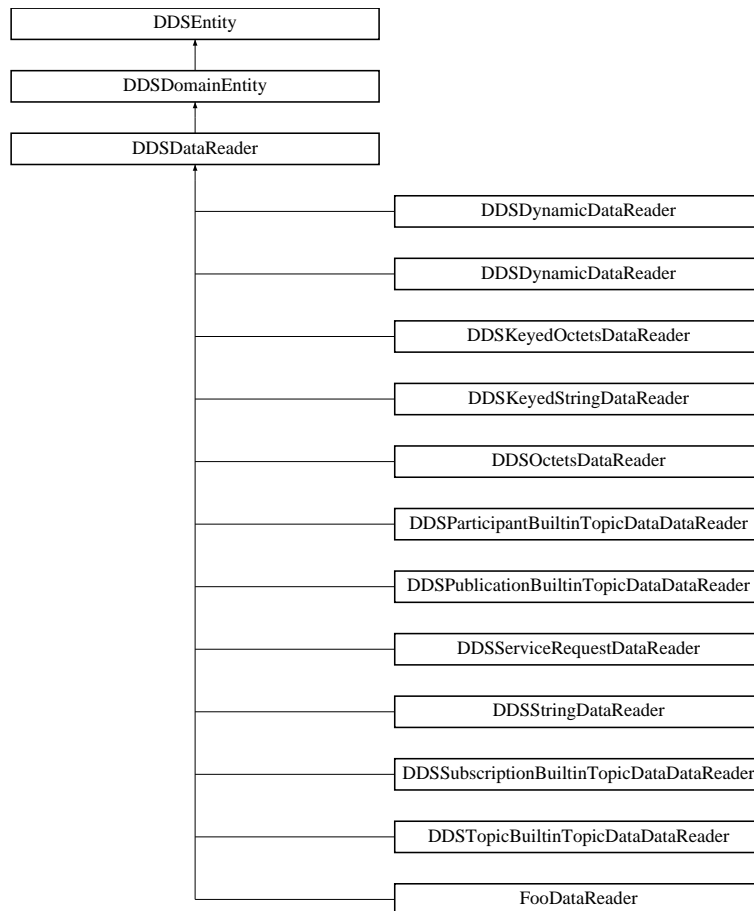 DDSEntity
DDSDomainEntity
DDSDataReader
DDSDynamicDataReader
DDSDynamicDataReader
DDSKeyedOctetsDataReader
DDSKeyedStringDataReader
DDSOctetsDataReader
DDSParticipantBuiltinTopicDataDataReader
DDSPublicationBuiltinTopicDataDataReader
DDSServiceRequestDataReader
DDSStringDataReader
DDSSubscriptionBuiltinTopicDataDataReader
DDSTopicBuiltinTopicDataDataReader
FooDataReader